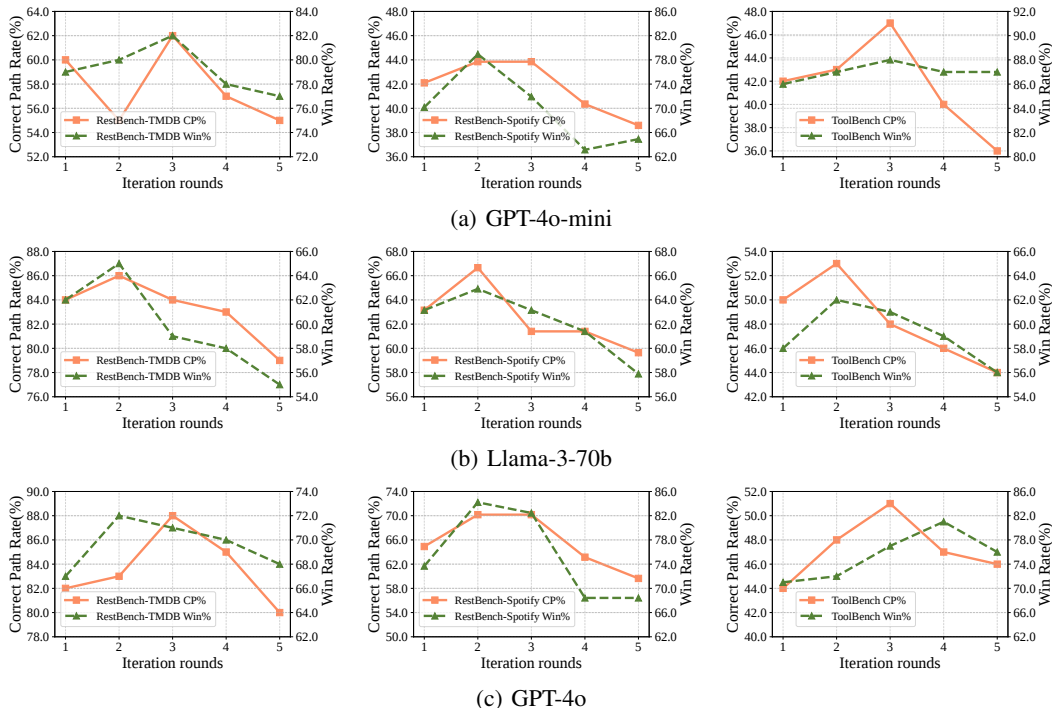 64.0 84.0 48.0 86.0 48.0 92.0
62.0 82.0 46.0 82.0 46.0 90.0
60.0 80.0 44.0 78.0 44.0 88.0
58.0 78.0 42.0 74.0 42.0 86.0
56.0 76.0 40.0 70.0 40.0 84.0
54.0 74.0 38.0 66.0 38.0 82.0
52.0 72.0 36.0 62.0 36.0 80.0
Correct Path Rate(%) Win Rate(%) Correct Path Rate(%) Win Rate(%) Correct Path Rate(%) Win Rate(%)
RestBench-TMDB CP% RestBench-Spotify CP% ToolBench CP%
RestBench-TMDB Win% RestBench-Spotify Win% ToolBench Win%
1 2 3 4 5 1 2 3 4 5 1 2 3 4 5
Iteration rounds Iteration rounds Iteration rounds
(a) GPT-4o-mini
88.0 66.0 68.0 70.0 54.0 66.0
86.0 64.0 66.0 68.0 52.0 64.0
84.0 62.0 64.0 66.0 50.0 62.0
82.0 60.0 62.0 64.0 48.0 60.0
80.0 58.0 60.0 62.0 46.0 58.0
78.0 56.0 58.0 60.0 44.0 56.0
76.0 54.0 56.0 58.0 42.0 54.0
56.0
Correct Path Rate(%) Win Rate(%) Correct Path Rate(%) Win Rate(%) Correct Path Rate(%) Win Rate(%)
RestBench-TMDB CP% RestBench-Spotify CP% ToolBench CP%
RestBench-TMDB Win% RestBench-Spotify Win% ToolBench Win%
1 2 3 4 5 1 2 3 4 5 1 2 3 4 5
Iteration rounds Iteration rounds Iteration rounds
(b) Llama-3-70b
90.0 74.0 74.0 86.0 52.0 86.0
88.0 72.0 70.0 82.0 50.0 82.0
86.0 70.0 66.0 78.0 48.0 78.0
84.0 68.0 62.0 74.0 46.0 74.0
82.0 66.0 58.0 70.0 44.0 70.0
80.0 64.0 54.0 66.0 42.0 66.0
78.0 62.0 50.0 62.0 40.0 62.0
Correct Path Rate(%) Win Rate(%) Correct Path Rate(%) Win Rate(%) Correct Path Rate(%) Win Rate(%)
RestBench-TMDB CP% RestBench-Spotify CP% ToolBench CP%
RestBench-TMDB Win% RestBench-Spotify Win% ToolBench Win%
1 2 3 4 5 1 2 3 4 5 1 2 3 4 5
Iteration rounds Iteration rounds Iteration rounds
(c) GPT-4o